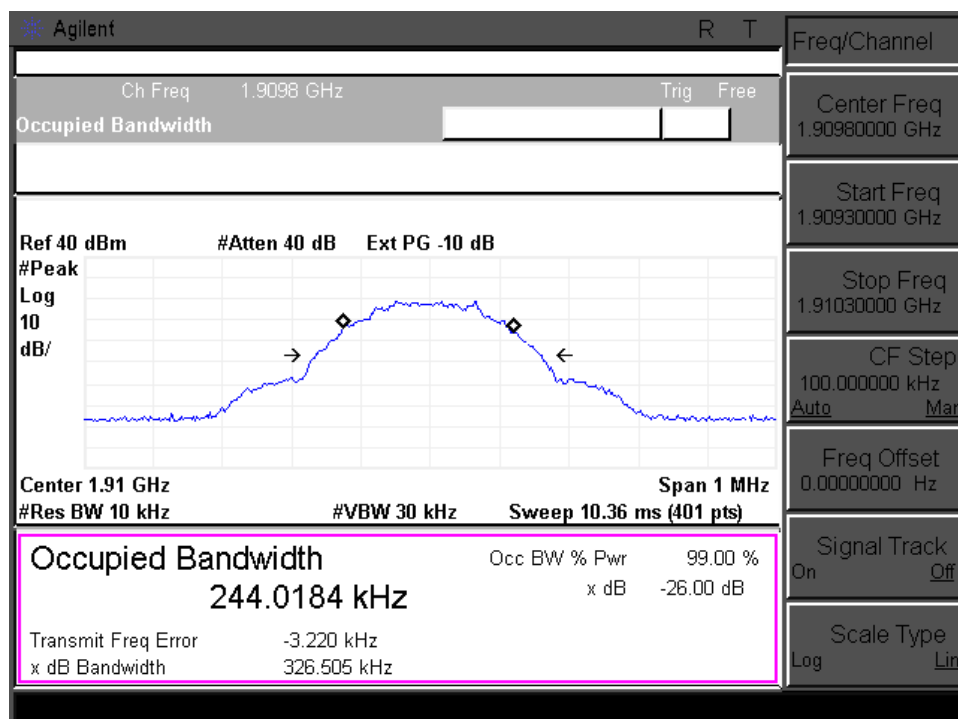 Agilent R T
Ch Freq 1.9098 GHz Trig Free
Occupied Bandwidth
Ref 40 dBm #Atten 40 dB Ext PG -10 dB
#Peak
Log
10
dB/
Center 1.91 GHz Span 1 MHz
#Res BW 10 kHz #VBW 30 kHz Sweep 10.36 ms (401 pts)
Occupied Bandwidth
244.0184 kHz
Occ BW % Pwr 99.00 %
x dB -26.00 dB
Transmit Freq Error -3.220 kHz
x dB Bandwidth 326.505 kHz
Freq/Channel
Center Freq
1.90980000 GHz
Start Freq
1.90930000 GHz
Stop Freq
1.91030000 GHz
CF Step
100.000000 kHz
Auto Man
Freq Offset
0.00000000 Hz
Signal Track
On Off
Scale Type
Log Lin